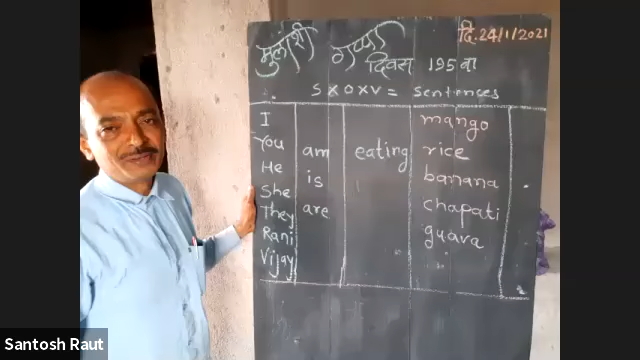 दि.24/1/2021
मुलांशी गप्पा
दिवस 195 वा
S X O X V = Sentences
I
You
He
She
They
Rani
Vijay
am
is
are
eating
mango
rice
banana
chapati
guava
.
Santosh Raut